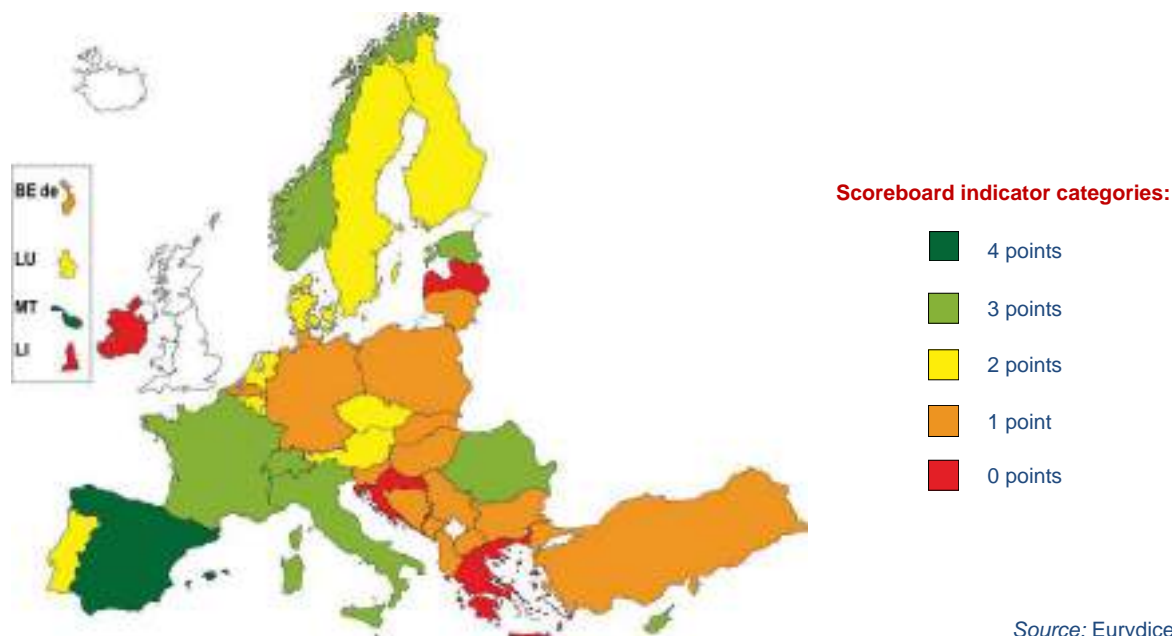 BE de
LU
MT
LI
Scoreboard indicator categories:
4 points
3 points
2 points
1 point
0 points
Source: Eurydice